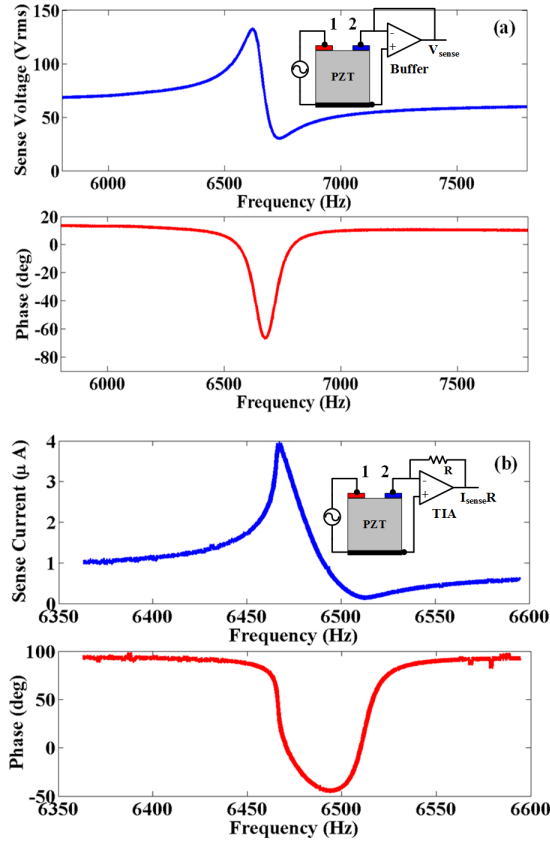 (a)
1 2
PZT
-
+
Buffer
Vsense
Sense Voltage (Vrms)
150
100
50
0
6000 6500 7000 7500
Frequency (Hz)
Phase (deg)
20
0
-20
-40
-60
-80
6000 6500 7000 7500
Frequency (Hz)
(b)
1 2
R
PZT
-
+
TIA
IsenseR
Sense Current (μ A)
4
3
2
1
0
6350 6400 6450 6500 6550 6600
Frequency (Hz)
Phase (deg)
100
50
0
-50
6350 6400 6450 6500 6550 6600
Frequency (Hz)